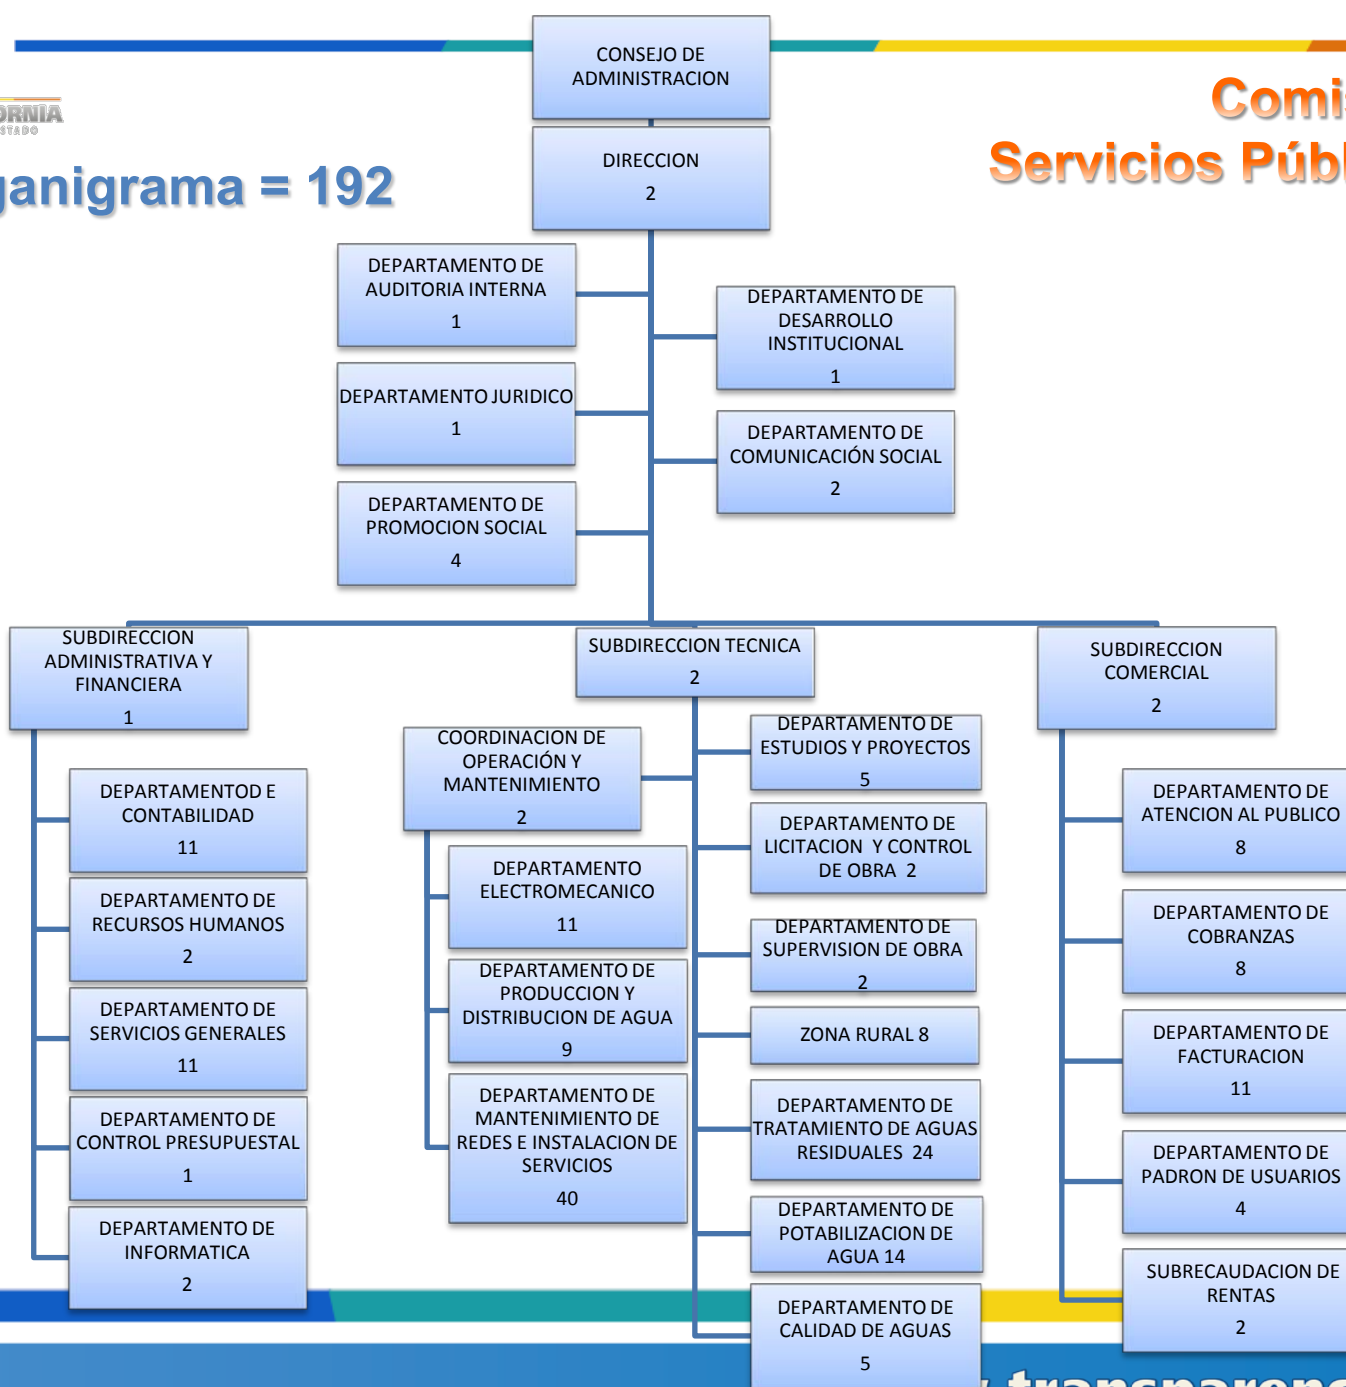 CONSEJO DE
ADMINISTRACION
DIRECCION
2
= 192
DEPARTAMENTO DE
AUDITORIA INTERNA
1
DEPARTAMENTO DE
DESARROLLO
INSTITUCIONAL
1
DEPARTAMENTO JURIDICO
1
DEPARTAMENTO DE
COMUNICACIÓN SOCIAL
2
DEPARTAMENTO DE
PROMOCION SOCIAL
4
Servicios
SUBDIRECCION
ADMINISTRATIVA Y
FINANCIERA
1
DEPARTAMENTOD E
CONTABILIDAD
11
DEPARTAMENTO DE
RECURSOS HUMANOS
2
DEPARTAMENTO DE
SERVICIOS GENERALES
11
DEPARTAMENTO DE
CONTROL PRESUPUESTAL
1
DEPARTAMENTO DE
INFORMATICA
2
SUBDIRECCION TECNICA
2
COORDINACION DE
OPERACIÓN Y
MANTENIMIENTO
2
DEPARTAMENTO
ELECTROMECANICO
11
DEPARTAMENTO DE
PRODUCCION Y
DISTRIBUCION DE AGUA
9
DEPARTAMENTO DE
MANTENIMIENTO DE
REDES E INSTALACION DE
SERVICIOS
40
DEPARTAMENTO DE
ESTUDIOS Y PROYECTOS
5
DEPARTAMENTO DE
LICITACION Y CONTROL
DE OBRA 2
DEPARTAMENTO DE
SUPERVISION DE OBRA
2
ZONA RURAL 8
DEPARTAMENTO DE
TRATAMIENTO DE AGUAS
RESIDUALES 24
DEPARTAMENTO DE
POTABILIZACION DE
AGUA 14
DEPARTAMENTO DE
CALIDAD DE AGUAS
5
SUBDIRECCION
COMERCIAL
2
DEPARTAMENTO DE
ATENCION AL PUBLICO
8
DEPARTAMENTO DE
COBRANZAS
8
DEPARTAMENTO DE
FACTURACION
11
DEPARTAMENTO DE
PADRON DE USUARIOS
4
SUBRECAUDACION DE
RENTAS
2